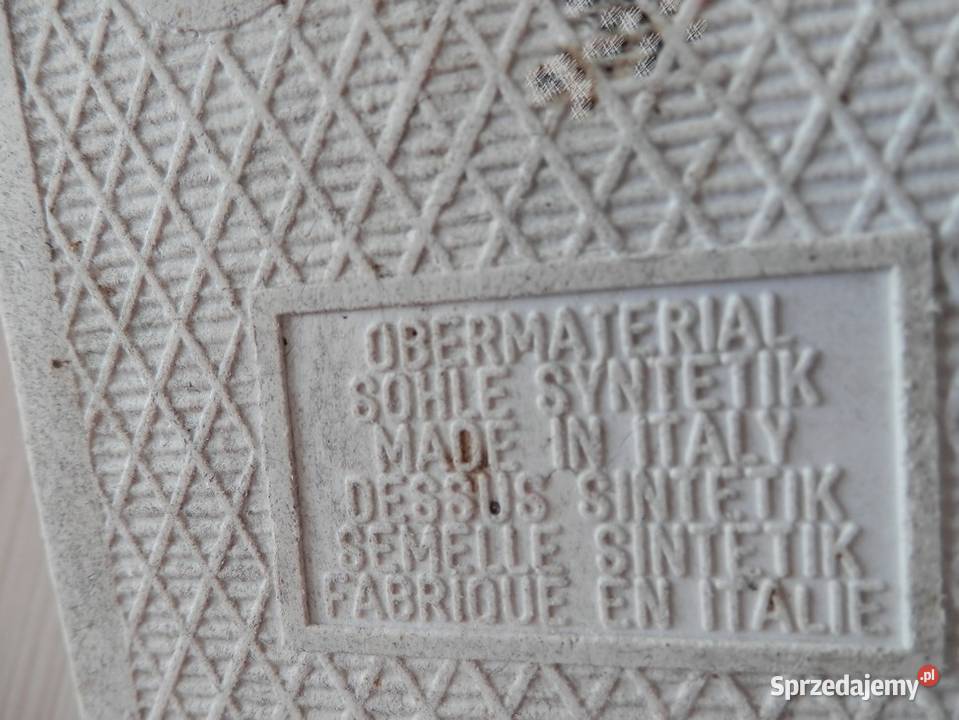 OBERMATERIAL
SOHLE SYNTETIK
MADE IN ITALY
DESSUS SINTETIK
SEMELLE SINTETIK
FABRIQUE EN ITALIE
Sprzedajemy.pl